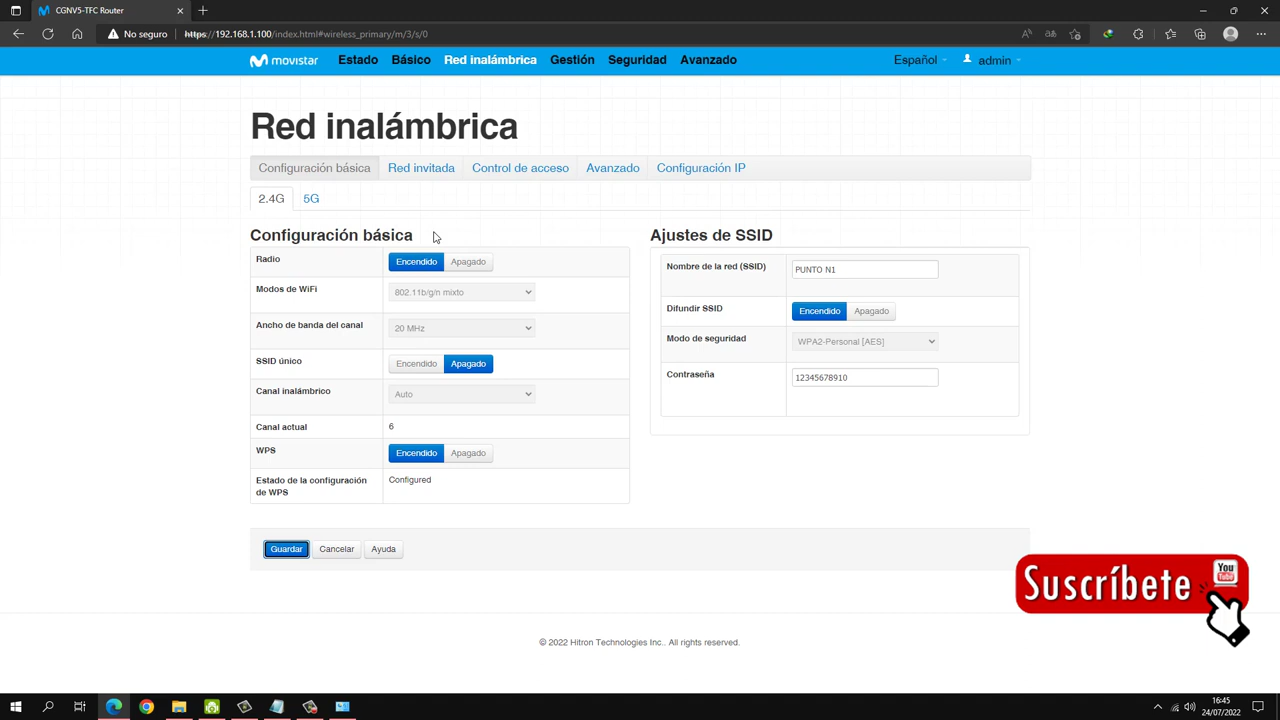 CGNV5-TFC Router
No seguro
https://192.168.1.100/index.html#wireless_primary/m/3/s/0
movistar
Estado
Básico
Red inalámbrica
Gestión
Seguridad
Avanzado
Español
admin
Red inalámbrica
Configuración básica
Red invitada
Control de acceso
Avanzado
Configuración IP
2.4G
5G
Configuración básica
Radio
Encendido
Apagado
Modos de WiFi
802.11b/g/n mixto
Ancho de banda del canal
20 MHz
SSID único
Encendido
Apagado
Canal inalámbrico
Auto
Canal actual
6
WPS
Encendido
Apagado
Estado de la configuración
de WPS
Configured
Ajustes de SSID
Nombre de la red (SSID)
PUNTO N1
Difundir SSID
Encendido
Apagado
Modo de seguridad
WPA2-Personal [AES]
Contraseña
12345678910
Guardar
Cancelar
Ayuda
Suscríbete
You
Tube
© 2022 Hitron Technologies Inc.. All rights reserved.
16:45
24/07/2022